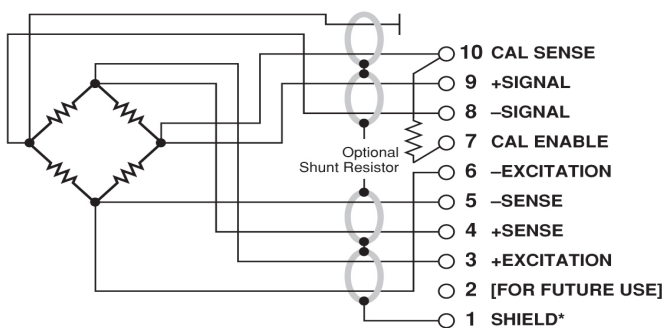 10 CAL SENSE
9 +SIGNAL
8 –SIGNAL
Optional
Shunt Resistor
7 CAL ENABLE
6 –EXCITATION
5 –SENSE
4 +SENSE
3 +EXCITATION
2 [FOR FUTURE USE]
1 SHIELD*